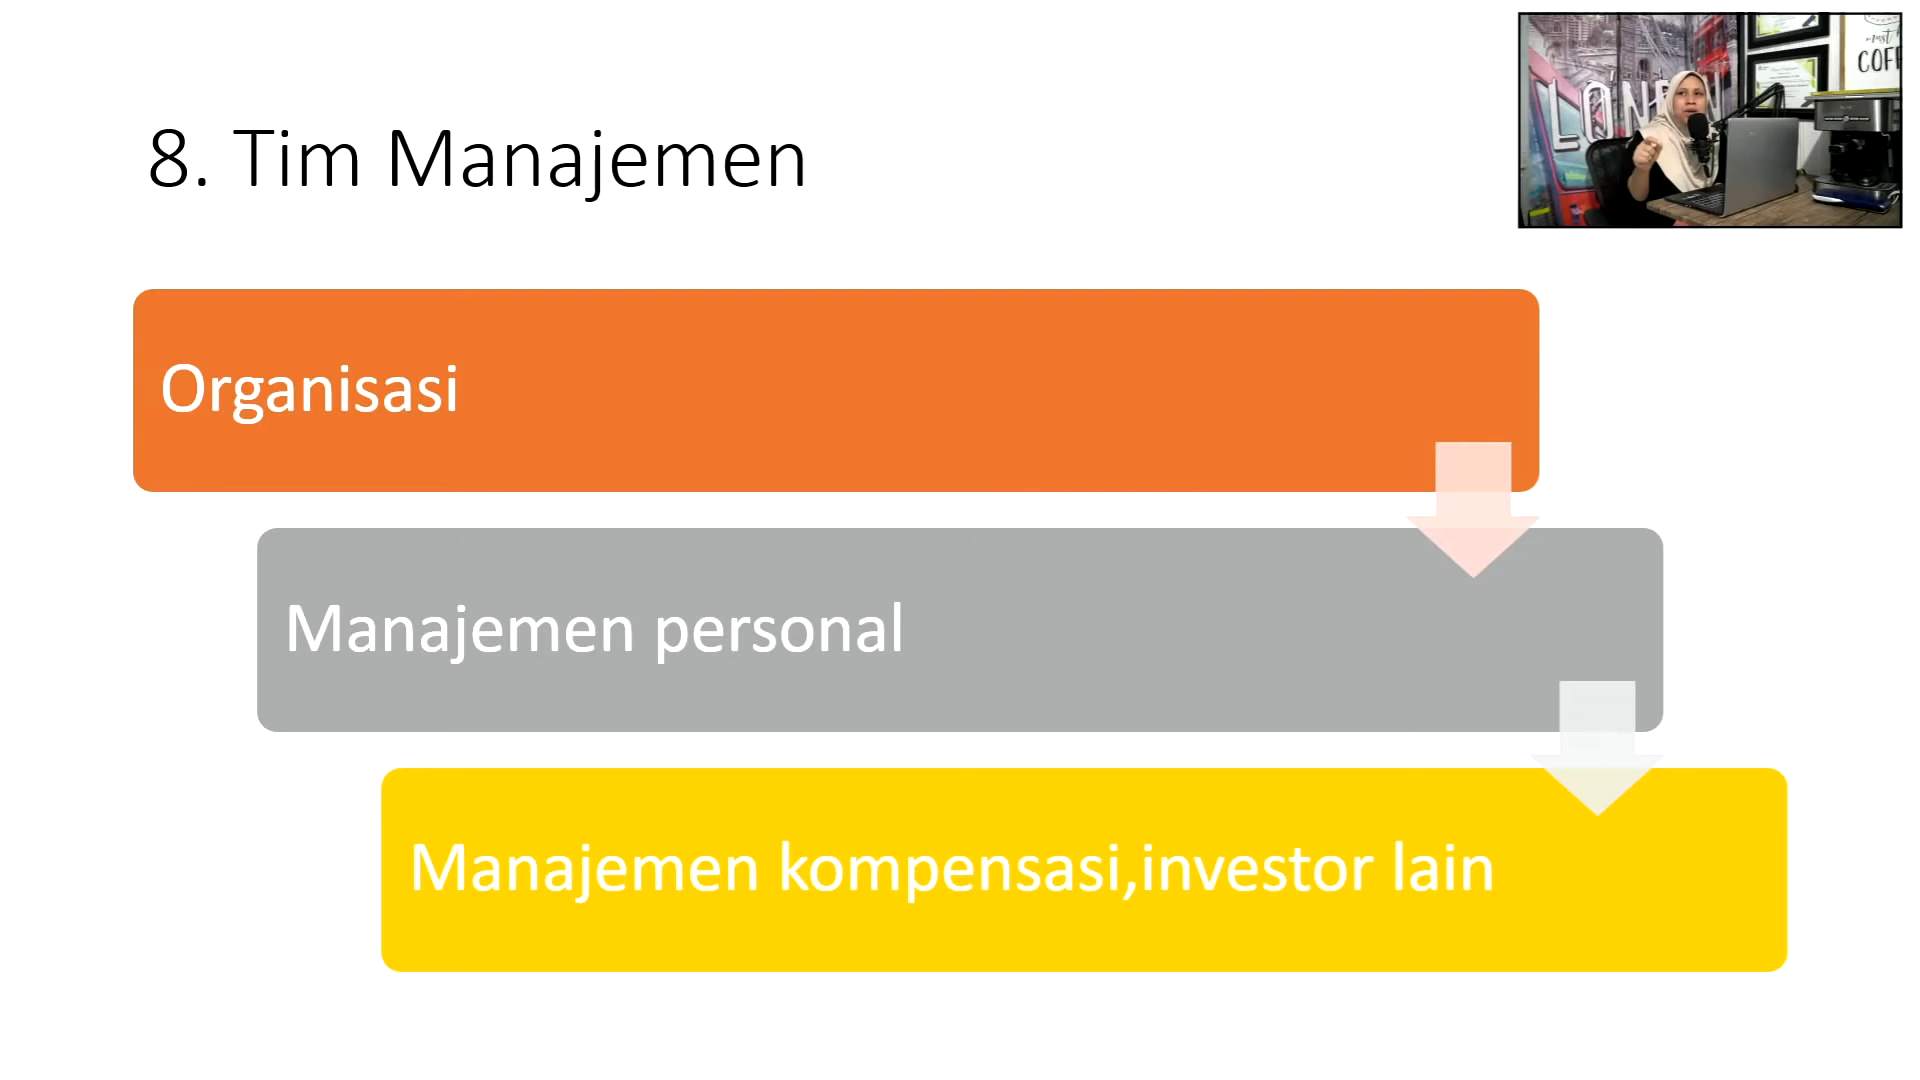 8. Tim Manajemen
Organisasi
Manajemen personal
Manajemen kompensasi,investor lain